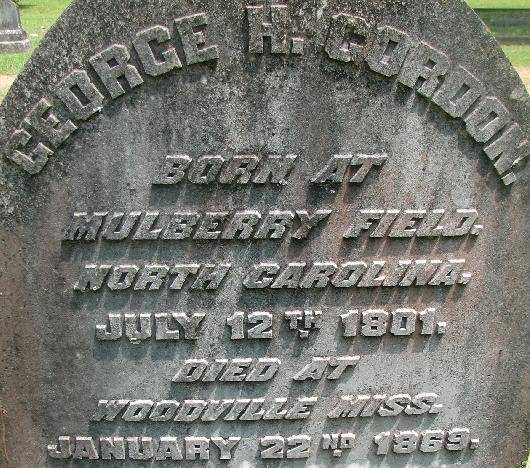 GEORGE H. GORDON.
BORN AT
MULBERRY FIELD.
NORTH CAROLINA.
JULY 12TH 1801.
DIED AT
WOODVILLE MISS.
JANUARY 22ND 1869.